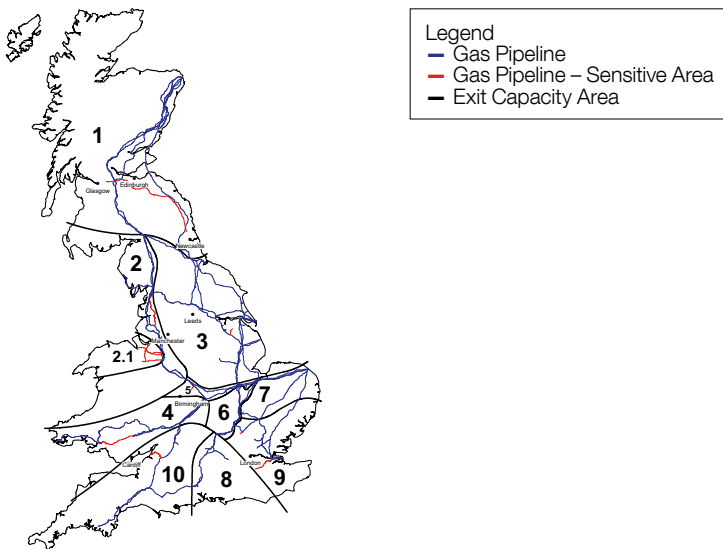 Legend
Gas Pipeline
Gas Pipeline – Sensitive Area
Exit Capacity Area
1
Glasgow
Edinburgh
Newcastle
2
Leeds
Manchester
3
2.1
5
Birmingham
7
4
6
Cardiff
London
10
8
9